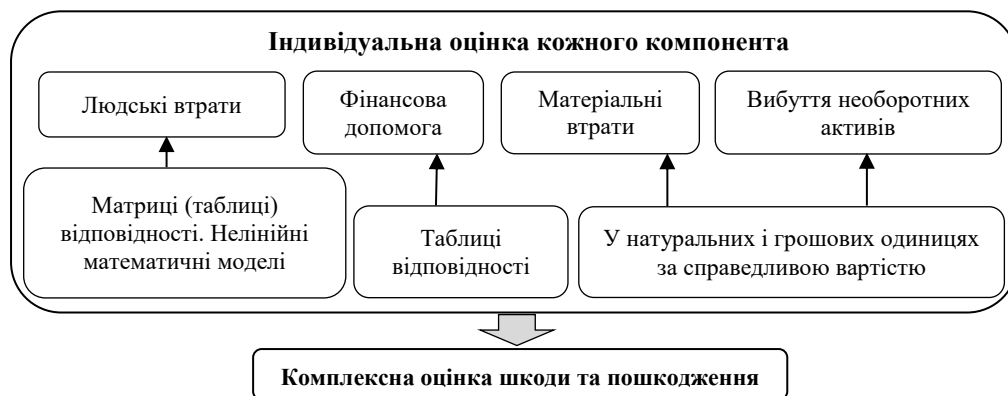 Індивідуальна оцінка кожного компонента
Людські втрати
Фінансова
допомога
Матеріальні
втрати
Вибуття необоротних
активів
Матриці (таблиці)
відповідності. Нелінійні
математичні моделі
Таблиці
відповідності
У натуральних і грошових одиницях
за справедливою вартістю
Комплексна оцінка шкоди та пошкодження